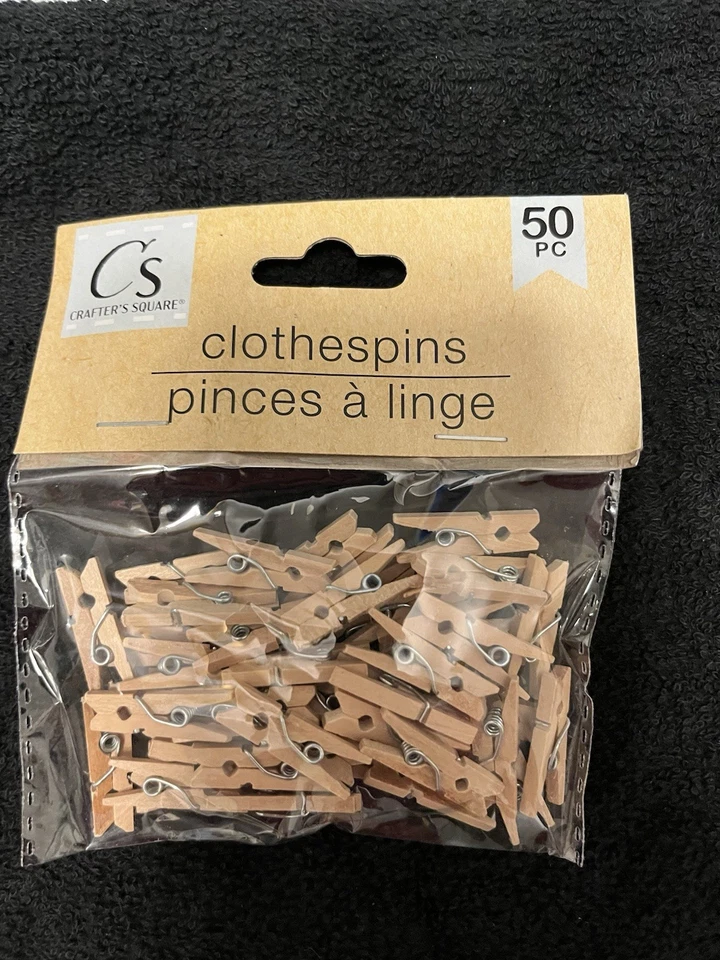 Cs
CRAFTER'S SQUARE®
50
PC
clothespins
pinces à linge